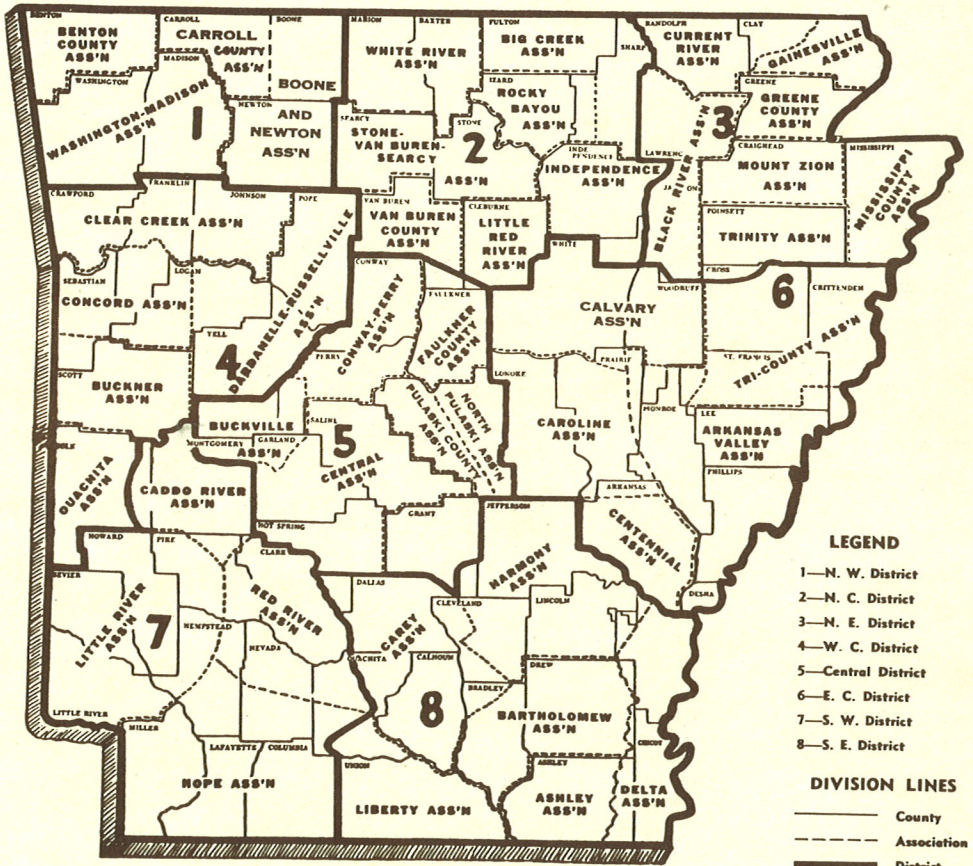 BENTON
BENTON
COUNTY
ASS'N
CARROLL
CARROLL
COUNTY
ASS'N
BOONE
BOONE
AND
NEWTON
ASS'N
MADISON
WASHINGTON
WASHINGTON-MADISON
ASS'N
1
NEWTON
MARION
BAXTER
WHITE RIVER
ASS'N
FULTON
BIG CREEK
ASS'N
SHARP
IZARD
ROCKY
BAYOU
ASS'N
SEARCY
STONE
STONE-
VAN BUREN-
SEARCY
ASS'N
2
INDE
PENDENCE
INDEPENDENCE
ASS'N
VAN BUREN
VAN BUREN
COUNTY
ASS'N
CLEBURNE
LITTLE
RED
RIVER
ASS'N
RANDOLPH
CURRENT
RIVER
ASS'N
CLAY
GAINESVILLE
ASS'N
GREENE
GREENE
COUNTY
ASS'N
3
BLACK RIVER ASS'N
CRAIGHEAD
MOUNT ZION
ASS'N
MISSISSIPPI
MISSISSIPPI
COUNTY
ASS'N
POINSETT
TRINITY ASS'N
CRAWFORD
FRANKLIN
JOHNSON
POPE
CLEAR CREEK ASS'N
SEBASTIAN
LOGAN
CONCORD ASS'N
YELL
DARDANELLE-RUSSELLVILLE
ASS'N
4
SCOTT
BUCKNER
ASS'N
CONWAY
CONWAY-PERRY
ASS'N
PERRY
FAULKNER
FAULKNER
COUNTY
ASS'N
NORTH
PULASKI ASS'N
PULASKI COUNTY
ASS'N
BUCKVILLE
ASS'N
MONTGOMERY
GARLAND
SALINE
5
CENTRAL
ASS'N
HOT SPRING
GRANT
WHITE
WOODRUFF
CALVARY
ASS'N
PRAIRIE
LONOKE
CAROLINE
ASS'N
MONROE
ARKANSAS
CENTENNIAL
ASS'N
CROSS
6
CRITTENDEN
ST. FRANCIS
TRI-COUNTY ASS'N
LEE
ARKANSAS
VALLEY
ASS'N
PHILLIPS
DESHA
POLK
OUACHITA
ASS'N
CADDO RIVER
ASS'N
HOWARD
PIKE
CLARK
SEVIER
LITTLE RIVER
ASS'N
7
HEMPSTEAD
NEVADA
RED RIVER
ASS'N
LITTLE RIVER
MILLER
LAFAYETTE
COLUMBIA
HOPE ASS'N
JEFFERSON
HARMONY
ASS'N
DALLAS
CLEVELAND
LINCOLN
CAREY
ASS'N
OUACHITA
CALHOUN
8
BRADLEY
DREW
BARTHOLOMEW
ASS'N
CHICOT
UNION
LIBERTY ASS'N
ASHLEY
ASHLEY
ASS'N
DELTA
ASS'N
LEGEND
1—N. W. District
2—N. C. District
3—N. E. District
4—W. C. District
5—Central District
6—E. C. District
7—S. W. District
8—S. E. District
DIVISION LINES
County
Association
District